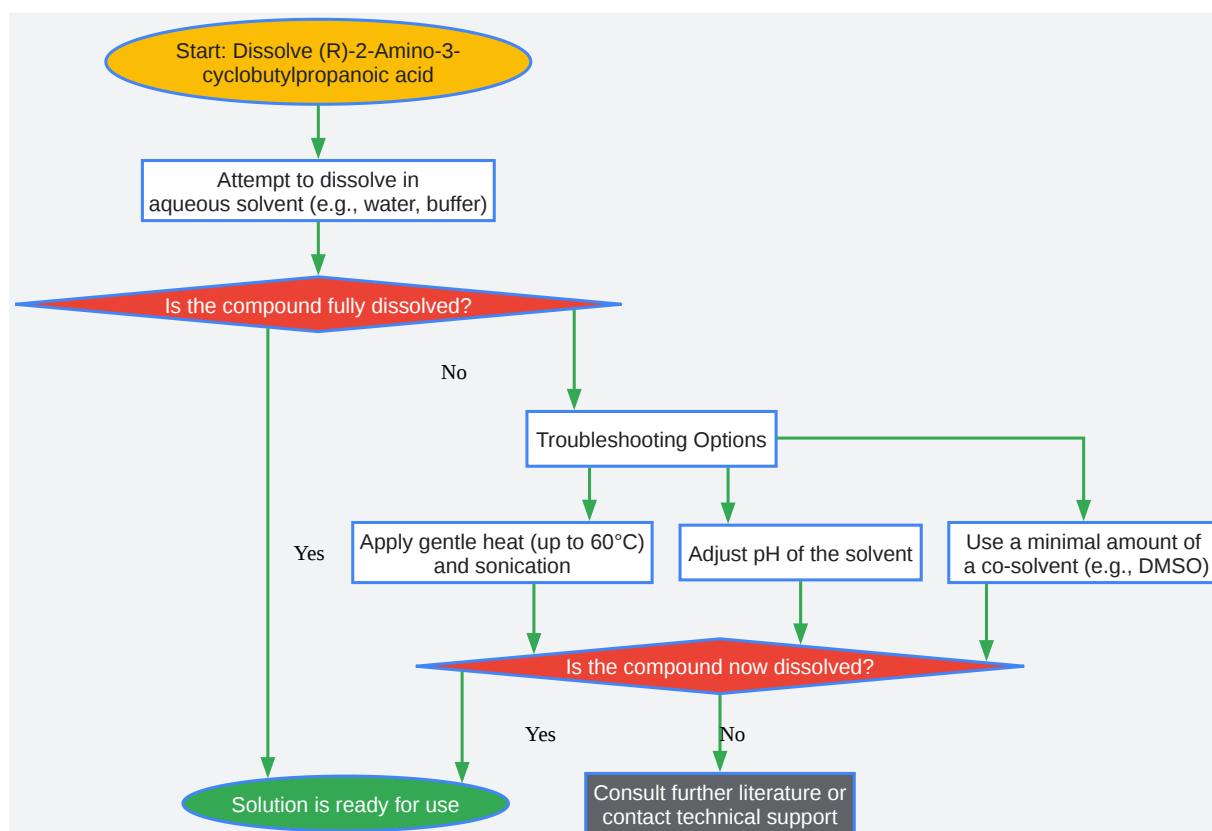 Start: Dissolve (R)-2-Amino-3-
cyclobutylpropanoic acid
Attempt to dissolve in
aqueous solvent (e.g., water, buffer)
Is the compound fully dissolved?
No
Troubleshooting Options
Yes
Apply gentle heat (up to 60°C)
and sonication
Adjust pH of the solvent
Use a minimal amount of
a co-solvent (e.g., DMSO)
Is the compound now dissolved?
Yes
No
Solution is ready for use
Consult further literature or
contact technical support